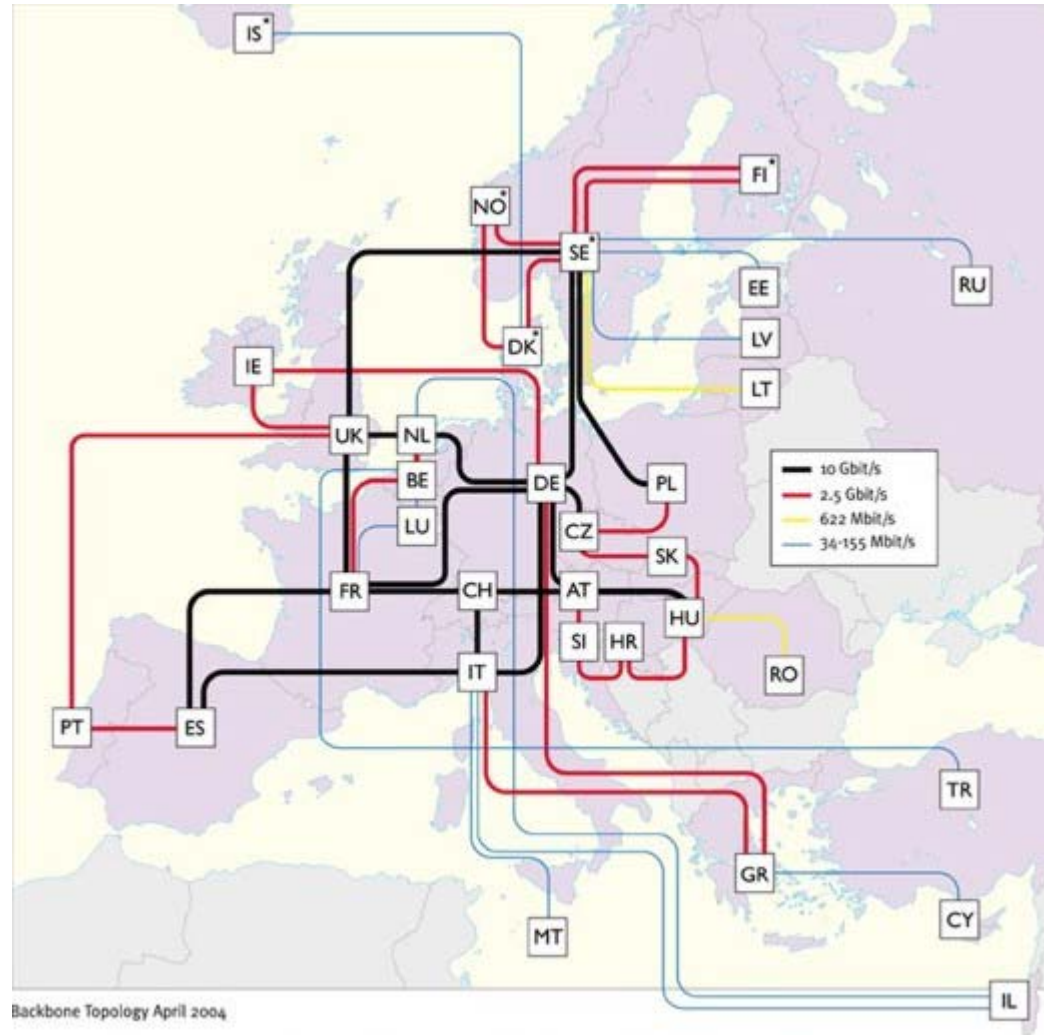 IS*
FI*
NO*
SE*
RU
EE
DK*
LV
IE
LT
UK
NL
BE
DE
PL
10 Gbit/s
2.5 Gbit/s
622 Mbit/s
34-155 Mbit/s
LU
CZ
SK
FR
CH
AT
HU
SI
HR
IT
RO
PT
ES
TR
GR
CY
MT
IL
Backbone Topology April 2004